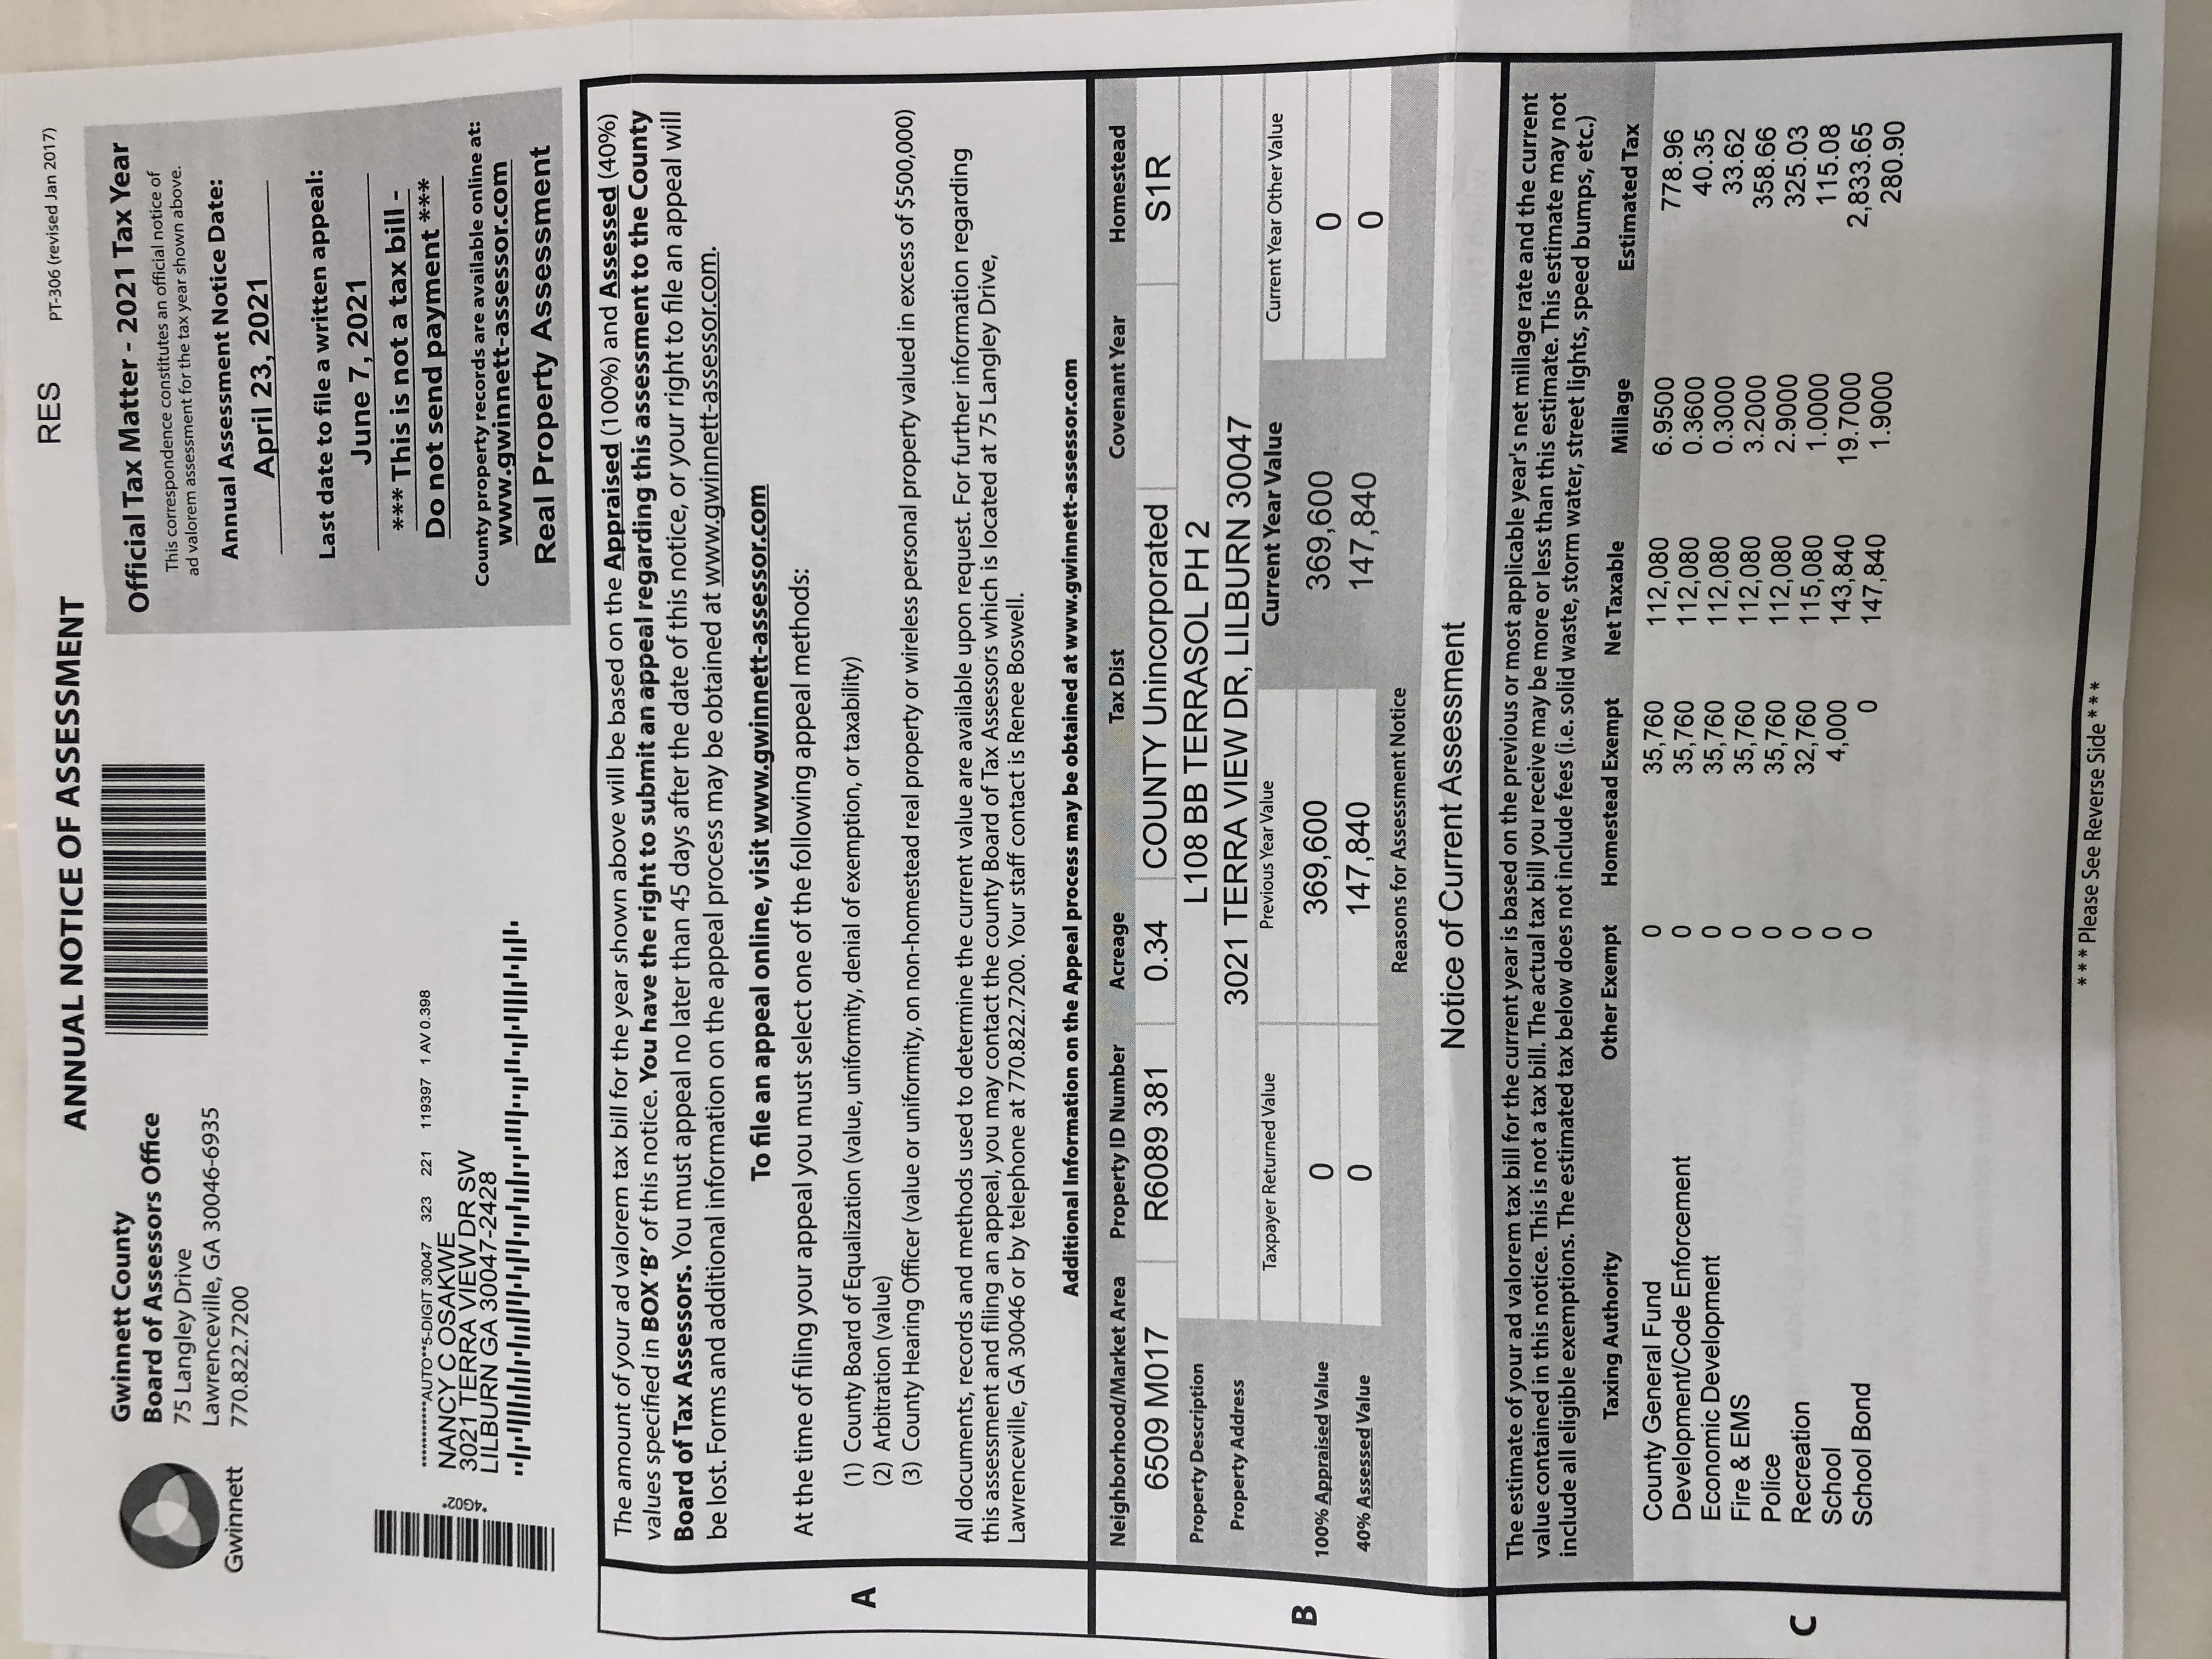 ANNUAL NOTICE OF ASSESSMENT
RES
PT-306 (revised Jan 2017)
Gwinnett
Gwinnett County
Board of Assessors Office
75 Langley Drive
Lawrenceville, GA 30046-6935
770.822.7200
Official Tax Matter - 2021 Tax Year
This correspondence constitutes an official notice of
ad valorem assessment for the tax year shown above.
Annual Assessment Notice Date:
April 23, 2021
Last date to file a written appeal:
June 7, 2021
*** This is not a tax bill -
Do not send payment ***
County property records are available online at:
www.gwinnett-assessor.com
Real Property Assessment
*4G02*
***********AUTO**5-DIGIT 30047 323 221 119397 1 AV 0.398
NANCY C OSAKWE
3021 TERRA VIEW DR SW
LILBURN GA 30047-2428
A
The amount of your ad valorem tax bill for the year shown above will be based on the Appraised (100%) and Assessed (40%)
values specified in BOX 'B' of this notice. You have the right to submit an appeal regarding this assessment to the County
Board of Tax Assessors. You must appeal no later than 45 days after the date of this notice, or your right to file an appeal will
be lost. Forms and additional information on the appeal process may be obtained at www.gwinnett-assessor.com.
To file an appeal online, visit www.gwinnett-assessor.com
At the time of filing your appeal you must select one of the following appeal methods:
(1) County Board of Equalization (value, uniformity, denial of exemption, or taxability)
(2) Arbitration (value)
(3) County Hearing Officer (value or uniformity, on non-homestead real property or wireless personal property valued in excess of $500,000)
All documents, records and methods used to determine the current value are available upon request. For further information regarding
this assessment and filing an appeal, you may contact the county Board of Tax Assessors which is located at 75 Langley Drive,
Lawrenceville, GA 30046 or by telephone at 770.822.7200. Your staff contact is Renee Boswell.
Additional Information on the Appeal process may be obtained at www.gwinnett-assessor.com
B
Neighborhood/Market Area Property ID Number Acreage Tax Dist Covenant Year Homestead
6509 M017 R6089 381 0.34 COUNTY Unincorporated S1R
Property Description L108 BB TERRASOL PH 2
Property Address 3021 TERRA VIEW DR, LILBURN 30047
Taxpayer Returned Value Previous Year Value Current Year Value Current Year Other Value
100% Appraised Value 0 369,600 369,600 0
40% Assessed Value 0 147,840 147,840 0
Reasons for Assessment Notice
Notice of Current Assessment
C
The estimate of your ad valorem tax bill for the current year is based on the previous or most applicable year's net millage rate and the current
value contained in this notice. This is not a tax bill. The actual tax bill you receive may be more or less than this estimate. This estimate may not
include all eligible exemptions. The estimated tax below does not include fees (i.e. solid waste, storm water, street lights, speed bumps, etc.)
Taxing Authority Other Exempt Homestead Exempt Net Taxable Millage Estimated Tax
County General Fund 0 35,760 112,080 6.9500 778.96
Development/Code Enforcement 0 35,760 112,080 0.3600 40.35
Economic Development 0 35,760 112,080 0.3000 33.62
Fire & EMS 0 35,760 112,080 3.2000 358.66
Police 0 35,760 112,080 2.9000 325.03
Recreation 0 32,760 115,080 1.0000 115.08
School 0 4,000 143,840 19.7000 2,833.65
School Bond 0 0 147,840 1.9000 280.90
*** Please See Reverse Side ***